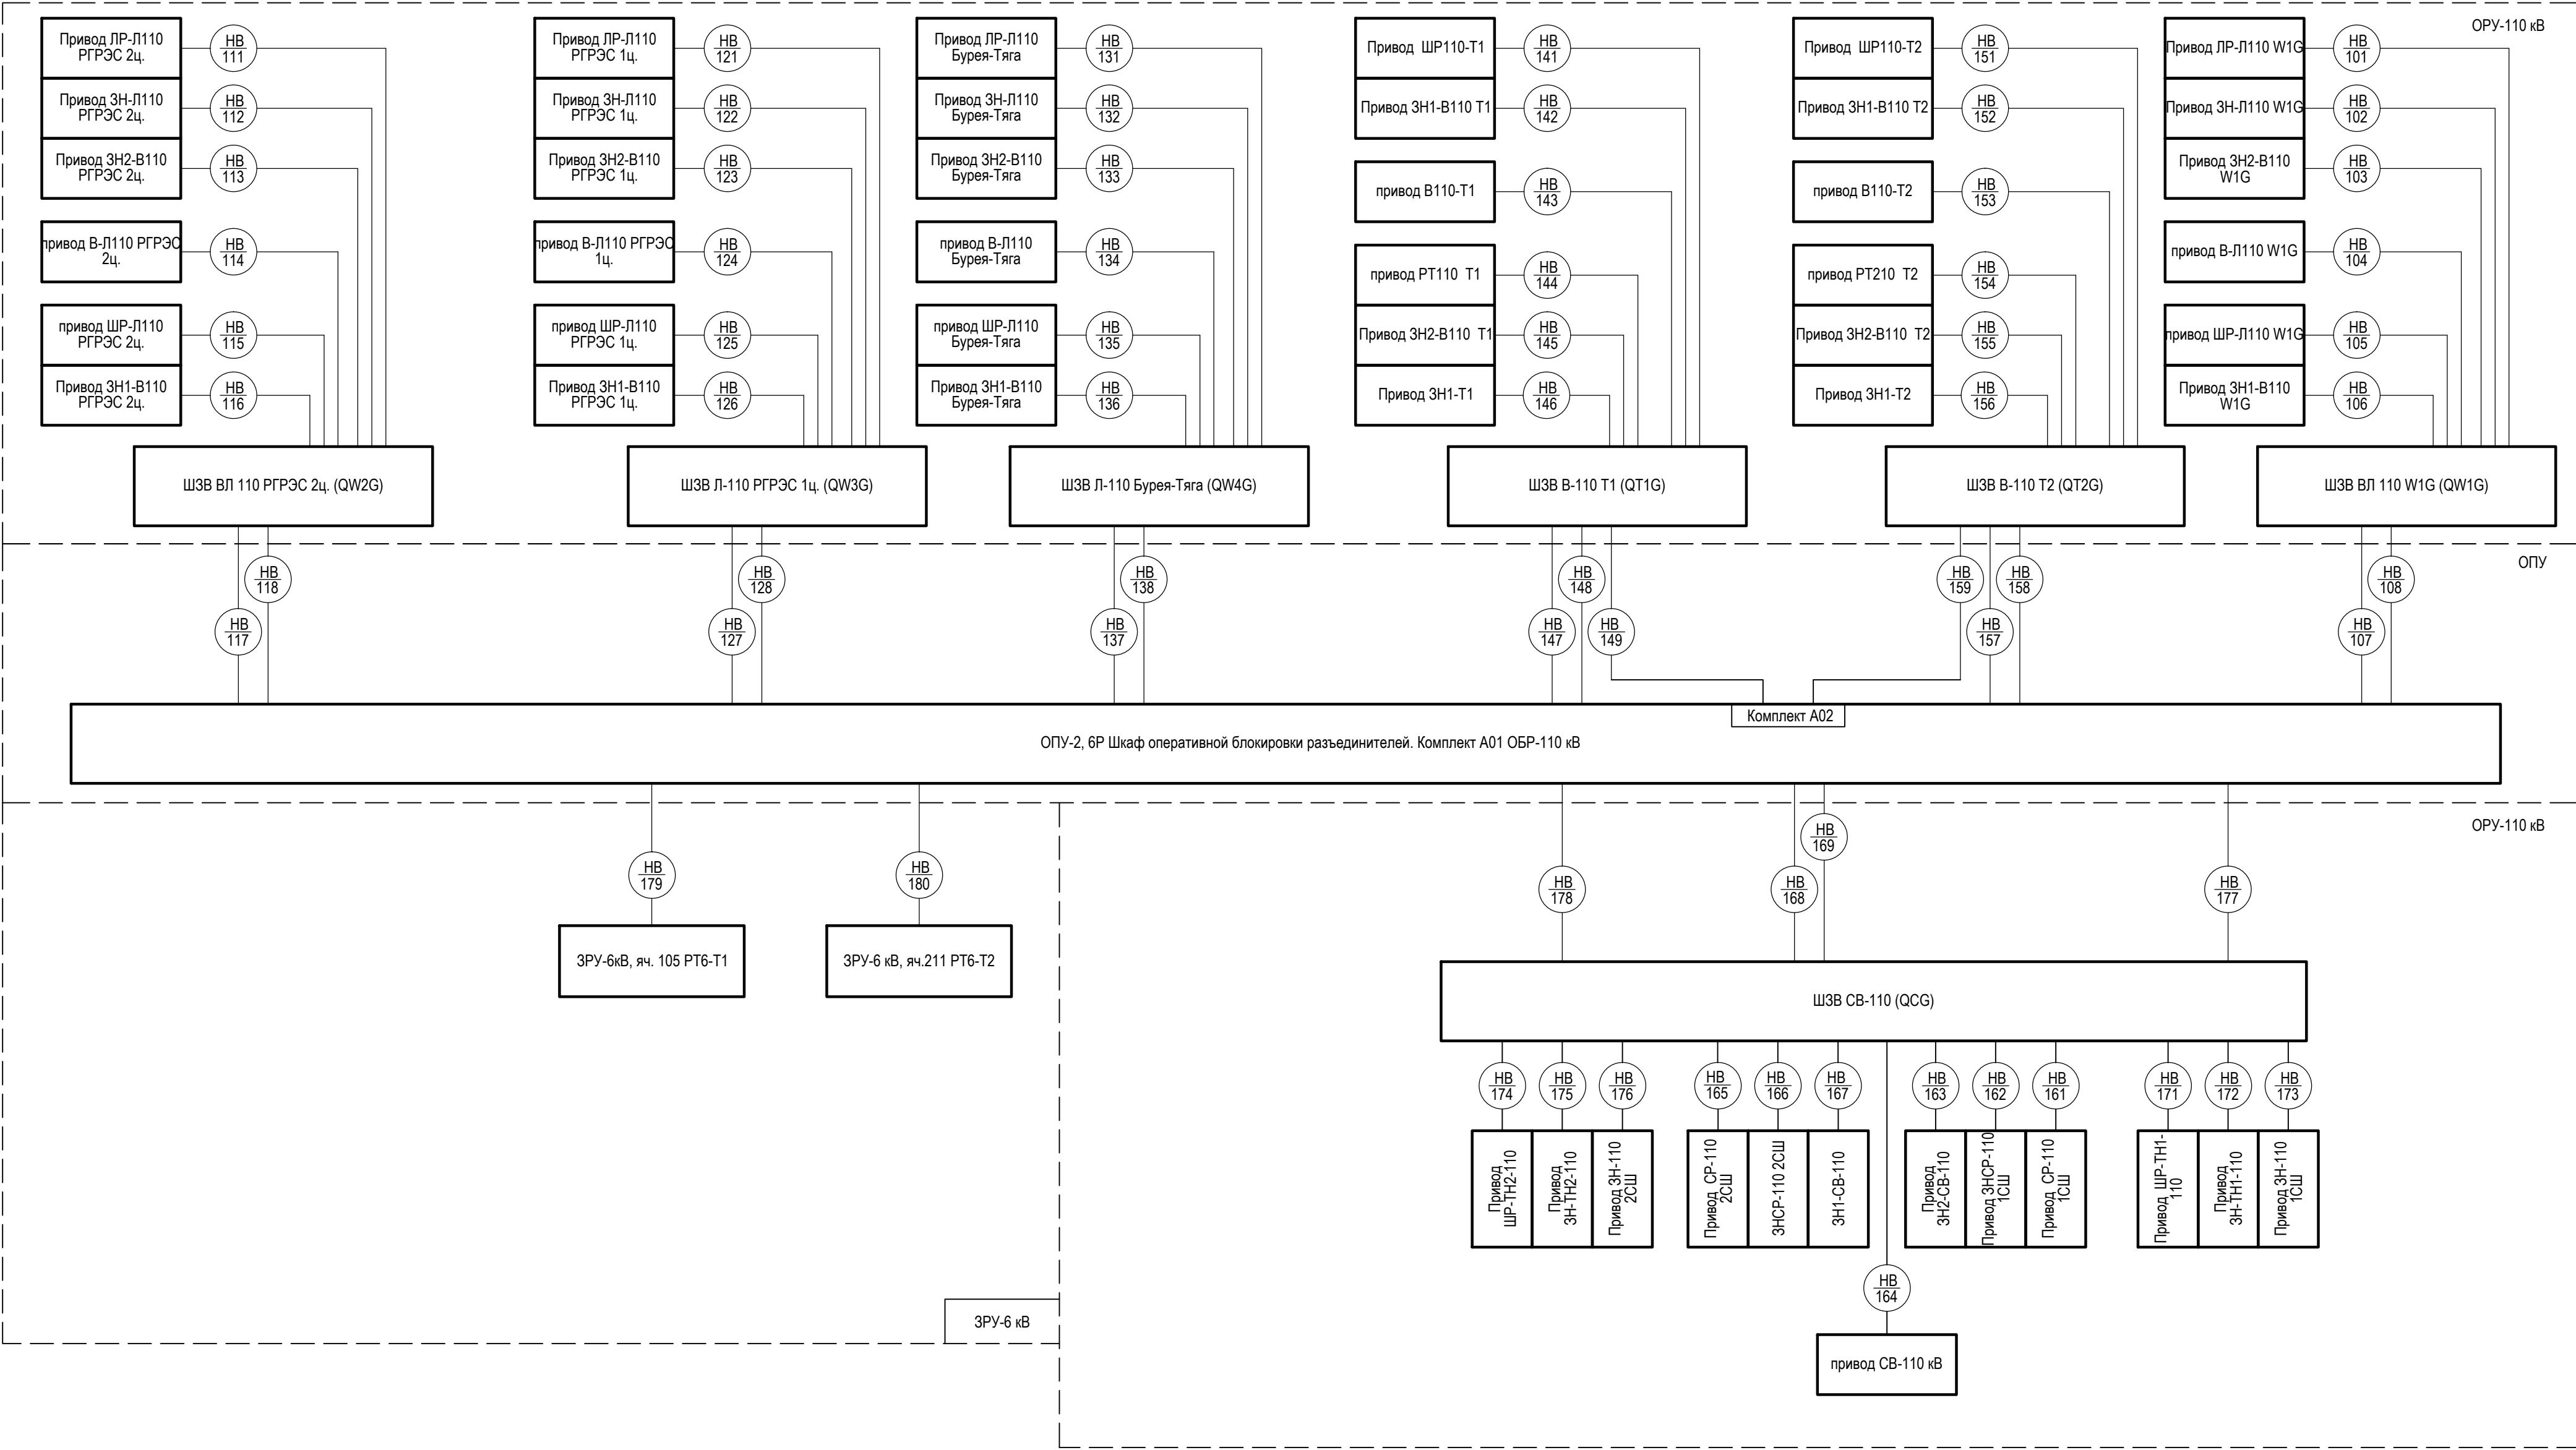 ОРУ-110 кВ
Привод ЛР-Л110
РГРЭС 2ц.
НВ
111
Привод ЗН-Л110
РГРЭС 2ц.
НВ
112
Привод ЗН2-В110
РГРЭС 2ц.
НВ
113
привод В-Л110 РГРЭС
2ц.
НВ
114
привод ШР-Л110
РГРЭС 2ц.
НВ
115
Привод ЗН1-В110
РГРЭС 2ц.
НВ
116
ШЗВ ВЛ 110 РГРЭС 2ц. (QW2G)
Привод ЛР-Л110
РГРЭС 1ц.
НВ
121
Привод ЗН-Л110
РГРЭС 1ц.
НВ
122
Привод ЗН2-В110
РГРЭС 1ц.
НВ
123
привод В-Л110 РГРЭС
1ц.
НВ
124
привод ШР-Л110
РГРЭС 1ц.
НВ
125
Привод ЗН1-В110
РГРЭС 1ц.
НВ
126
ШЗВ Л-110 РГРЭС 1ц. (QW3G)
Привод ЛР-Л110
Бурея-Тяга
НВ
131
Привод ЗН-Л110
Бурея-Тяга
НВ
132
Привод ЗН2-В110
Бурея-Тяга
НВ
133
привод В-Л110
Бурея-Тяга
НВ
134
привод ШР-Л110
Бурея-Тяга
НВ
135
Привод ЗН1-В110
Бурея-Тяга
НВ
136
ШЗВ Л-110 Бурея-Тяга (QW4G)
Привод ШР110-Т1
НВ
141
Привод ЗН1-В110 Т1
НВ
142
привод В110-Т1
НВ
143
привод РТ110 Т1
НВ
144
Привод ЗН2-В110 Т1
НВ
145
Привод ЗН1-Т1
НВ
146
ШЗВ В-110 Т1 (QT1G)
Привод ШР110-Т2
НВ
151
Привод ЗН1-В110 Т2
НВ
152
привод В110-Т2
НВ
153
привод РТ210 Т2
НВ
154
Привод ЗН2-В110 Т2
НВ
155
Привод ЗН1-Т2
НВ
156
ШЗВ В-110 Т2 (QT2G)
Привод ЛР-Л110 W1G
НВ
101
Привод ЗН-Л110 W1G
НВ
102
Привод ЗН2-В110
W1G
НВ
103
привод В-Л110 W1G
НВ
104
привод ШР-Л110 W1G
НВ
105
Привод ЗН1-В110
W1G
НВ
106
ШЗВ ВЛ 110 W1G (QW1G)
ОПУ
НВ
118
НВ
117
НВ
128
НВ
127
НВ
138
НВ
137
НВ
148
НВ
147
НВ
149
НВ
159
НВ
158
НВ
157
НВ
108
НВ
107
Комплект А02
ОПУ-2, 6Р Шкаф оперативной блокировки разъединителей. Комплект А01 ОБР-110 кВ
ОРУ-110 кВ
НВ
179
НВ
180
ЗРУ-6кВ, яч. 105 РТ6-Т1
ЗРУ-6 кВ, яч.211 РТ6-Т2
ЗРУ-6 кВ
НВ
178
НВ
168
НВ
169
НВ
177
ШЗВ СВ-110 (QCG)
НВ
174
НВ
175
НВ
176
НВ
165
НВ
166
НВ
167
НВ
163
НВ
162
НВ
161
НВ
171
НВ
172
НВ
173
Привод
ШР-ТН2-110
Привод
ЗН-ТН2-110
Привод ЗН-110
2СШ
Привод СР-110
2СШ
ЗНСР-110 2СШ
ЗН1-СВ-110
Привод
ЗН2-СВ-110
Привод ЗНСР-110
1СШ
Привод СР-110
1СШ
Привод ШР-ТН1-
110
Привод
ЗН-ТН1-110
Привод ЗН-110
1СШ
НВ
164
привод СВ-110 кВ